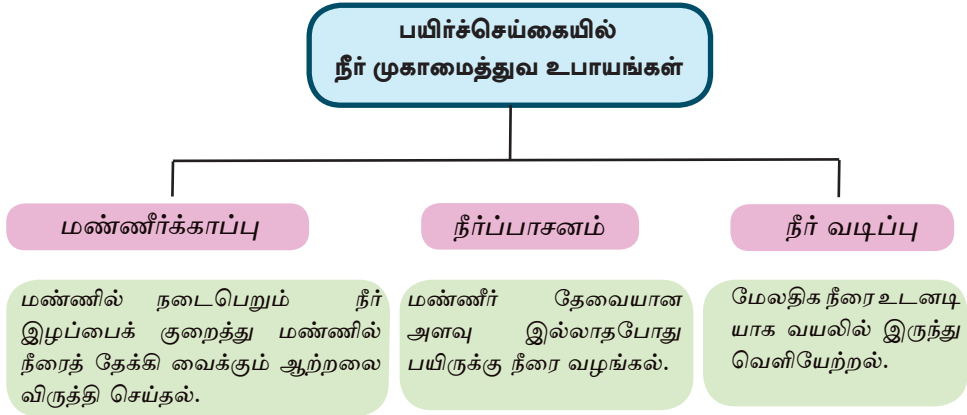 பயிர்ச்செய்கையில்
நீர் முகாமைத்துவ உபாயங்கள்
மண்ணீர்க்காப்பு
மண்ணில் நடைபெறும் நீர்
இழப்பைக் குறைத்து மண்ணில்
நீரைத் தேக்கி வைக்கும் ஆற்றலை
விருத்தி செய்தல்.
நீர்ப்பாசனம்
மண்ணீர் தேவையான
அளவு இல்லாதபோது
பயிருக்கு நீரை வழங்கல்.
நீர் வடிப்பு
மேலதிக நீரை உடனடி
யாக வயலில் இருந்து
வெளியேற்றல்.